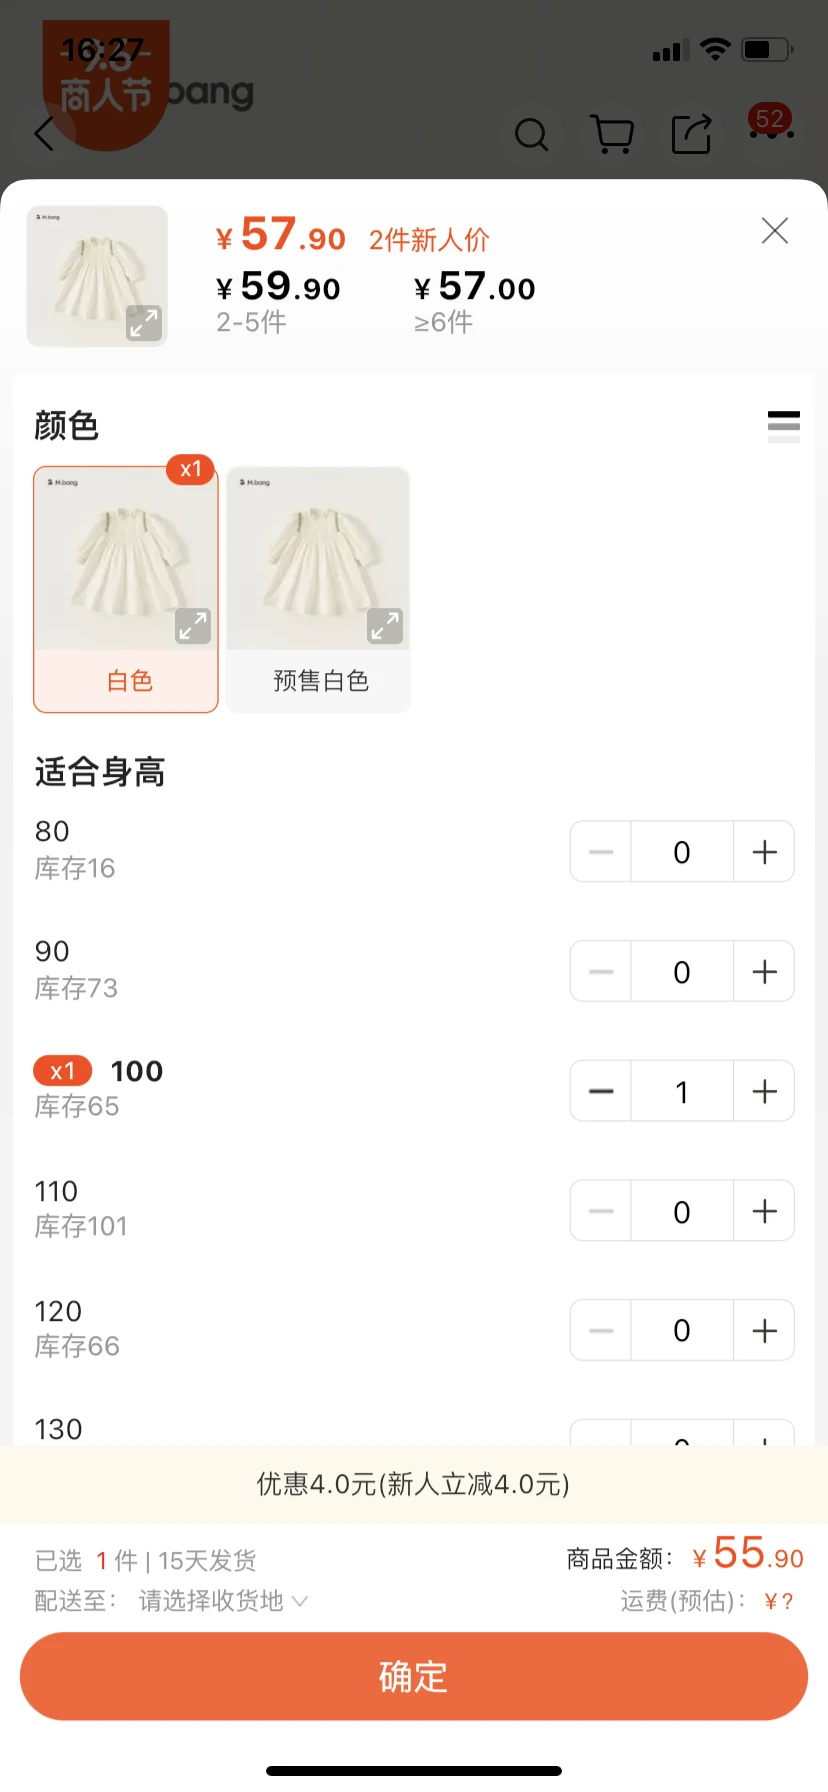 16:27
9.8
商人节
bang
52
M.bang
¥57.90 2件新人价
¥59.90 ¥57.00
2-5件 ≥6件
颜色
x1
M.bang M.bang
白色 预售白色
适合身高
80
库存16
0
90
库存73
0
x1 100
库存65
1
110
库存101
0
120
库存66
0
130
优惠4.0元(新人立减4.0元)
已选 1 件 | 15天发货 商品金额: ¥55.90
配送至: 请选择收货地 运费(预估): ¥?
确定